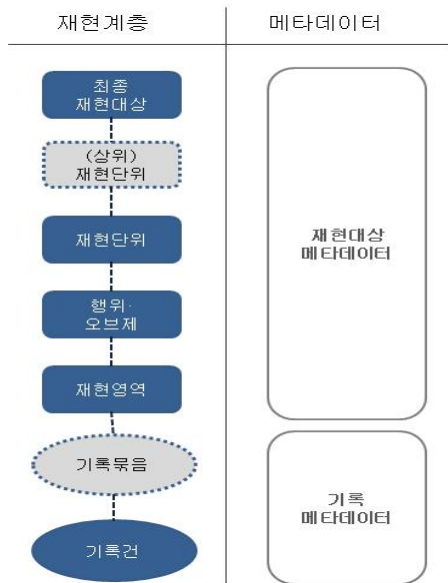 재현계층
메타데이터
최종
재현대상
(상위)
재현단위
재현단위
행위·
오브제
재현영역
재현대상
메타데이터
기록묶음
기록건
기록
메타데이터